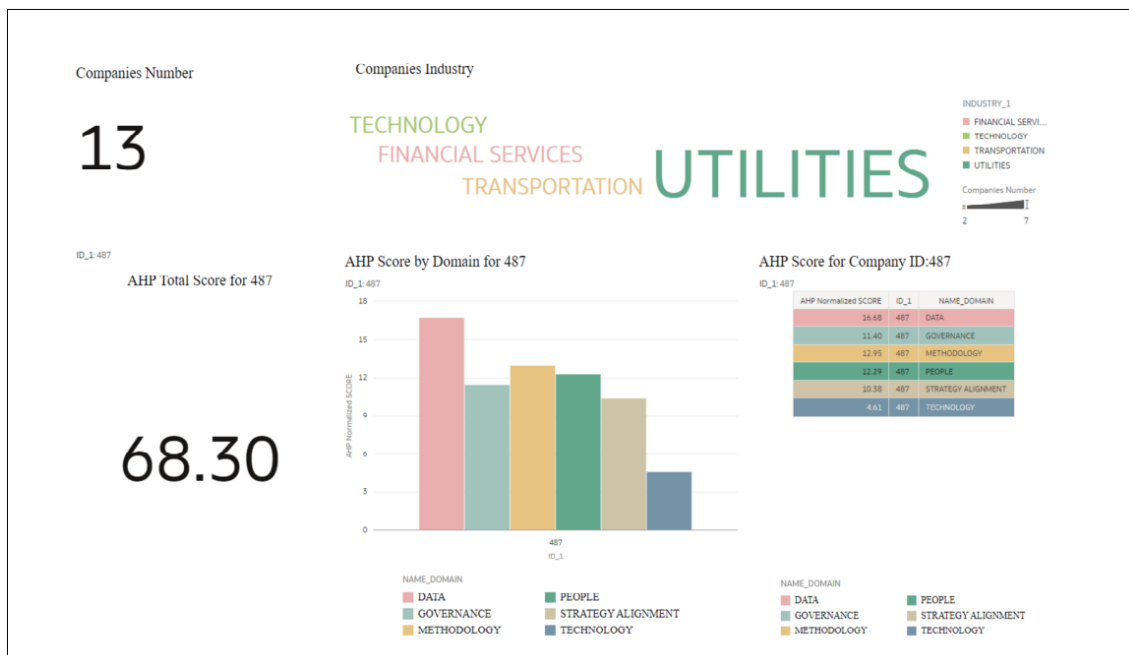 Companies Number
13
Companies Industry
TECHNOLOGY
FINANCIAL SERVICES
TRANSPORTATION
UTILITIES
INDUSTRY_1
FINANCIAL SERVI...
TECHNOLOGY
TRANSPORTATION
UTILITIES
Companies Number
2 7
ID_1: 487
AHP Total Score for 487
68.30
AHP Score by Domain for 487
ID_1: 487
18
15
12
9
6
3
0
AHP Normalized SCORE
487
ID_1
NAME_DOMAIN
DATA PEOPLE
GOVERNANCE STRATEGY ALIGNMENT
METHODOLOGY TECHNOLOGY
AHP Score for Company ID:487
ID_1: 487
AHP Normalized SCORE ID_1 NAME_DOMAIN
16.68 487 DATA
11.40 487 GOVERNANCE
12.95 487 METHODOLOGY
12.29 487 PEOPLE
10.38 487 STRATEGY ALIGNMENT
4.61 487 TECHNOLOGY
NAME_DOMAIN
DATA PEOPLE
GOVERNANCE STRATEGY ALIGNMENT
METHODOLOGY TECHNOLOGY